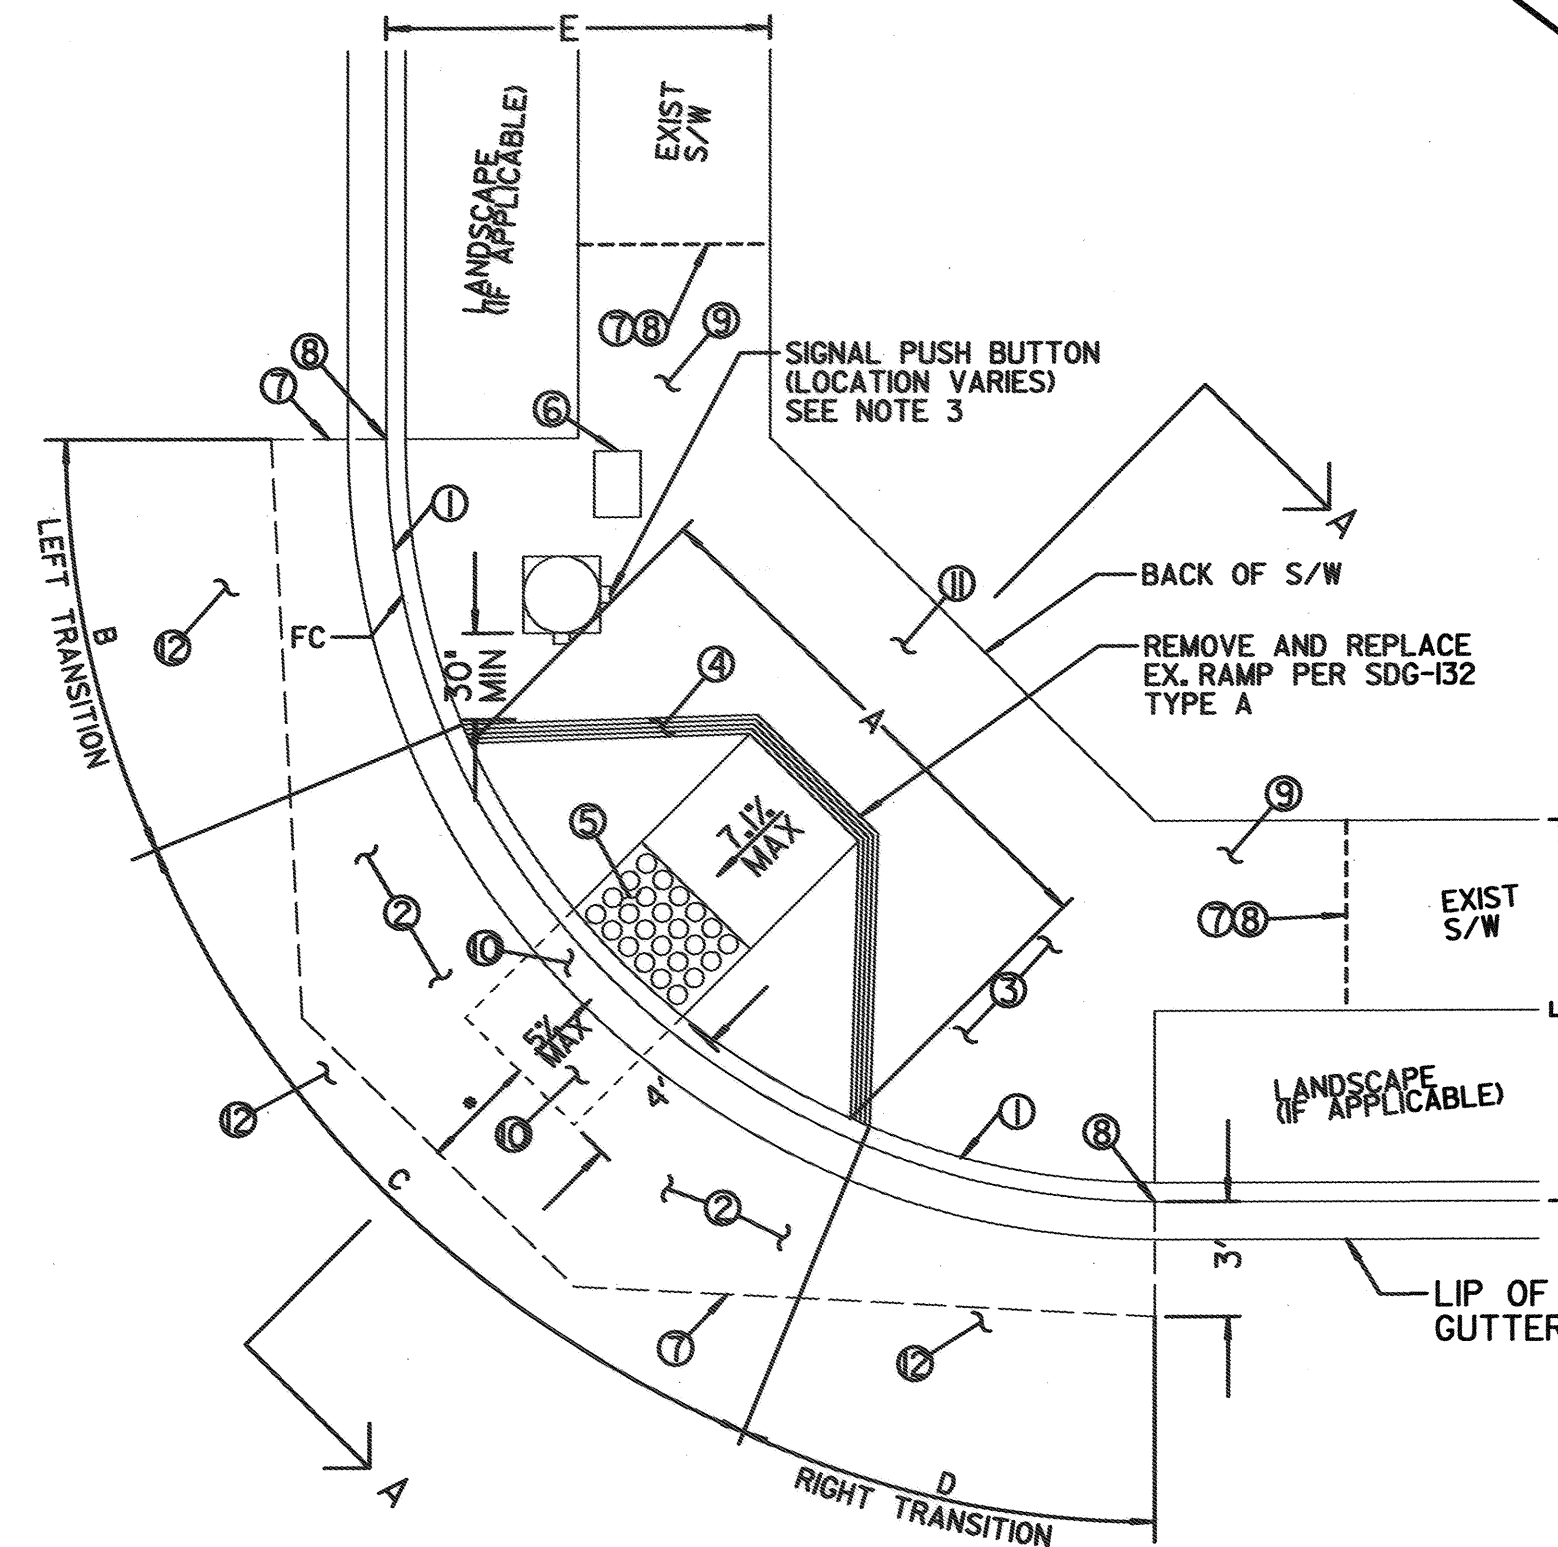 E
EXIST
S/W
LANDSCAPE
(IF APPLICABLE)
7 8
9
8
7
SIGNAL PUSH BUTTON
(LOCATION VARIES)
SEE NOTE 3
6
A
1
11
BACK OF S/W
LEFT TRANSITION
B
12
FC
30"
MIN
4
REMOVE AND REPLACE
EX. RAMP PER SDG-132
TYPE A
A
9
5
7.1%
MAX
2
10
7 8
EXIST
S/W
3
5%
MAX
4'
LANDSCAPE
(IF APPLICABLE)
12
10
1
8
C
2
3'
LIP OF
GUTTER
7
12
A
D
RIGHT TRANSITION